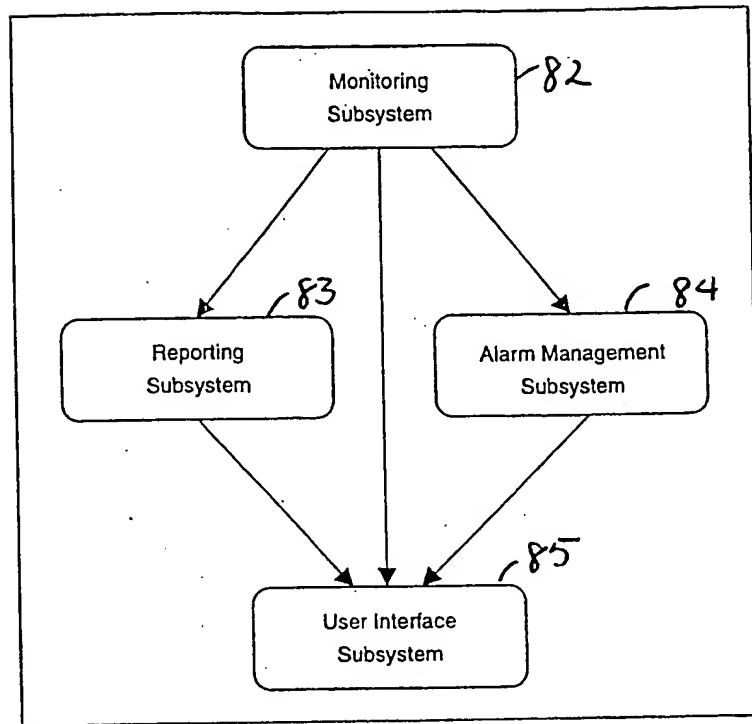 Monitoring
Subsystem
82
83
84
Reporting
Subsystem
Alarm Management
Subsystem
85
User Interface
Subsystem